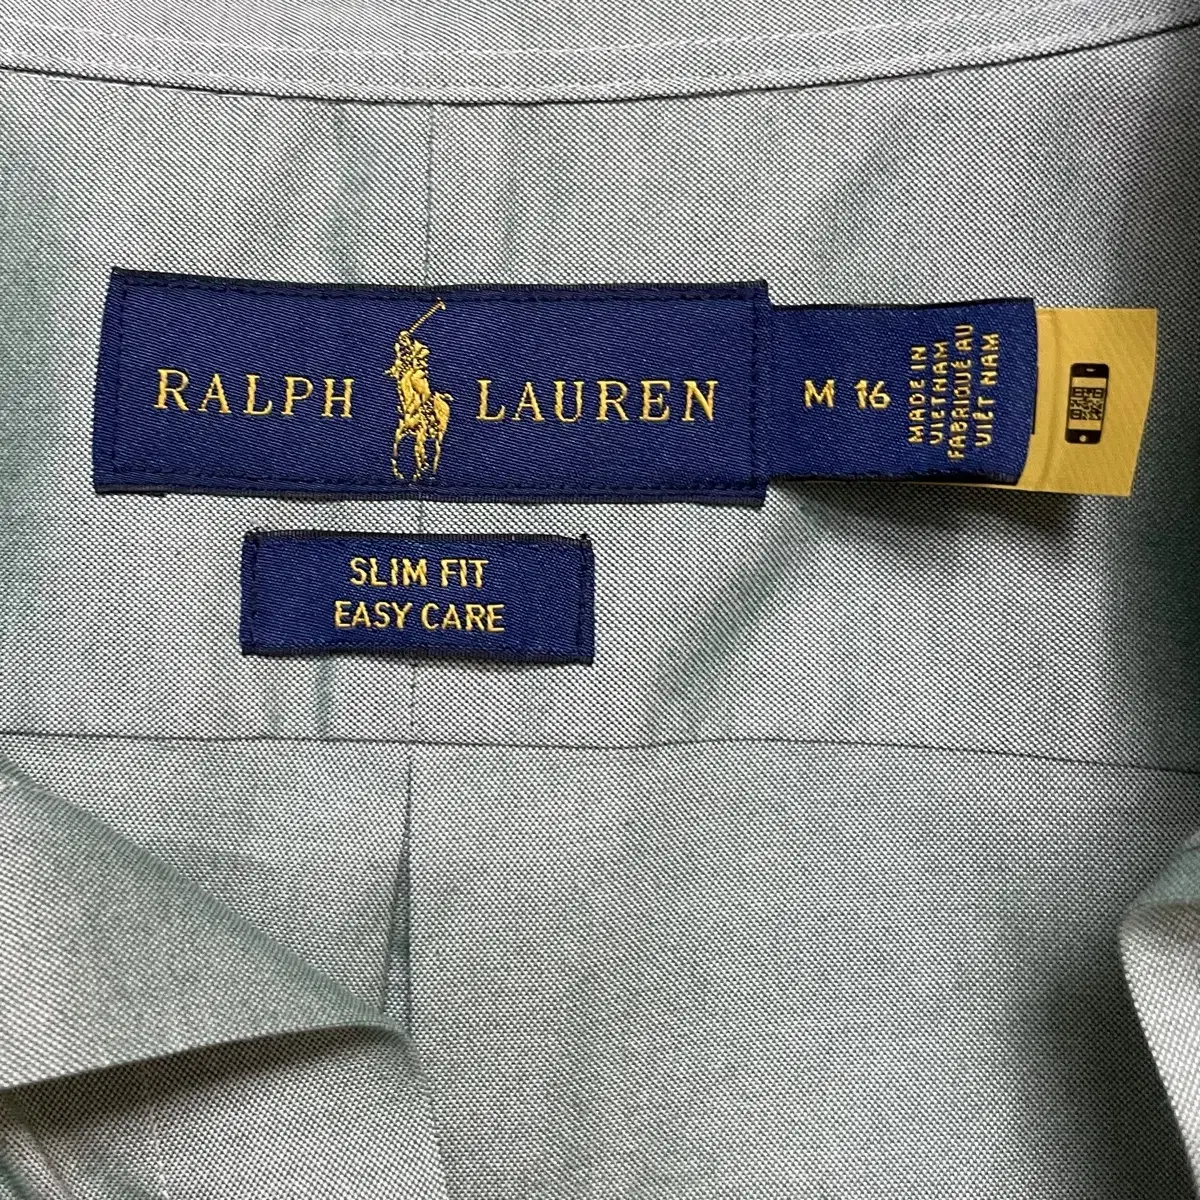 RALPH LAUREN
M 16
MADE IN
VIETNAM
FABRIQUÉ AU
VIÊT NAM
SLIM FIT
EASY CARE